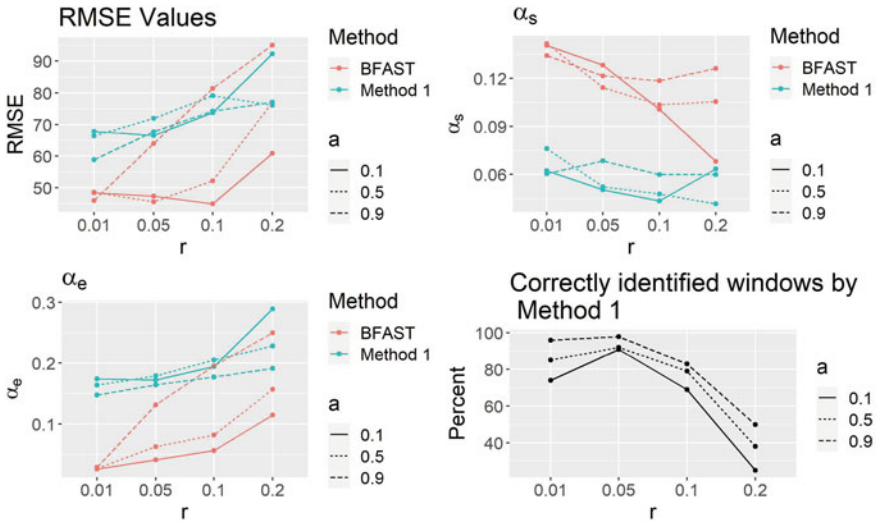 RMSE Values
RMSE
90
80
70
60
50
0.01
0.05
0.1
0.2
r
Method
BFAST
Method 1
a
0.1
0.5
0.9
αs
αs
0.12
0.09
0.06
0.01
0.05
0.1
0.2
r
Method
BFAST
Method 1
a
0.1
0.5
0.9
αe
αe
0.3
0.2
0.1
0.01
0.05
0.1
0.2
r
Method
BFAST
Method 1
a
0.1
0.5
0.9
Correctly identified windows by
Method 1
Percent
100
80
60
40
0.01
0.05
0.1
0.2
r
a
0.1
0.5
0.9